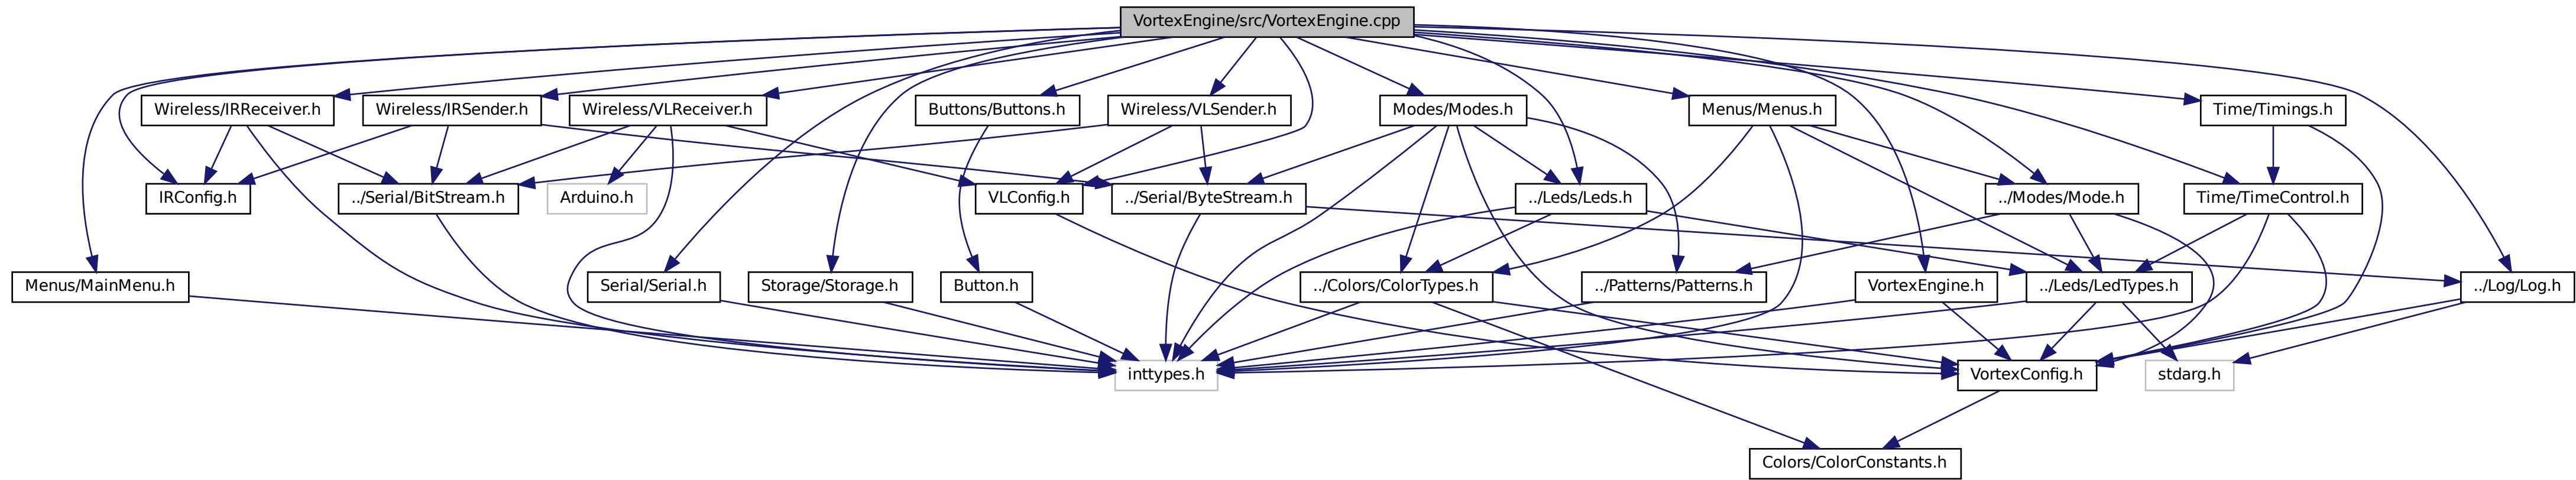 VortexEngine/src/VortexEngine.cpp
Wireless/IRReceiver.h
Wireless/IRSender.h
Wireless/VLReceiver.h
Buttons/Buttons.h
Wireless/VLSender.h
Modes/Modes.h
Menus/Menus.h
Time/Timings.h
IRConfig.h
../Serial/BitStream.h
Arduino.h
VLConfig.h
../Serial/ByteStream.h
../Leds/Leds.h
../Modes/Mode.h
Time/TimeControl.h
Menus/MainMenu.h
Serial/Serial.h
Storage/Storage.h
Button.h
../Colors/ColorTypes.h
../Patterns/Patterns.h
VortexEngine.h
../Leds/LedTypes.h
../Log/Log.h
inttypes.h
VortexConfig.h
stdarg.h
Colors/ColorConstants.h